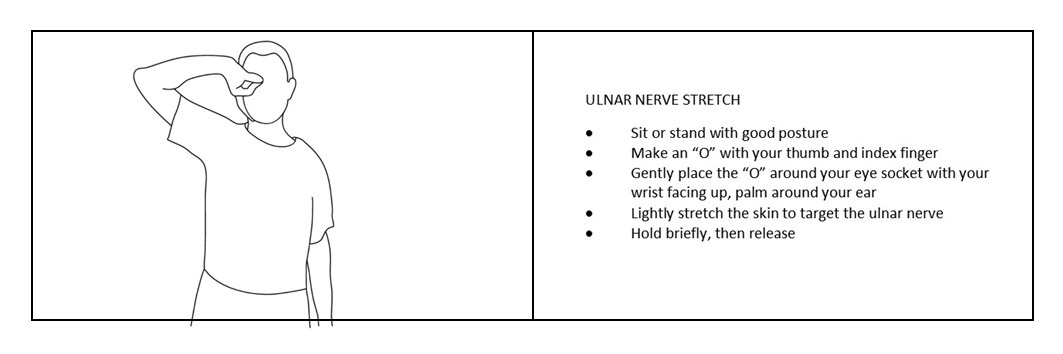 ULNAR NERVE STRETCH
● Sit or stand with good posture
● Make an “O” with your thumb and index finger
● Gently place the “O” around your eye socket with your
wrist facing up, palm around your ear
● Lightly stretch the skin to target the ulnar nerve
● Hold briefly, then release